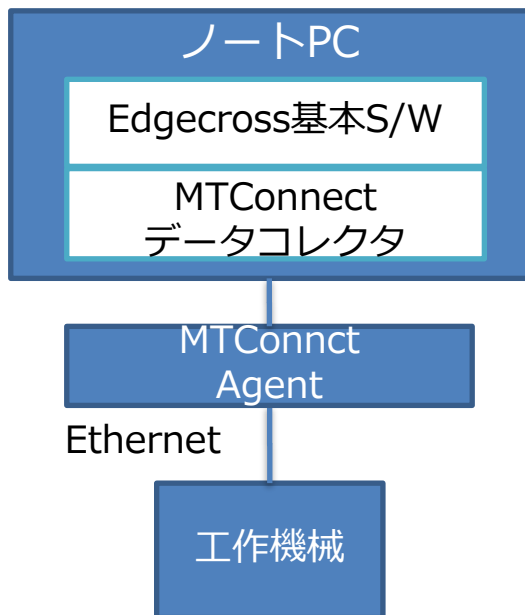 ノートPC
Edgecross基本S/W
MTConnect
データコレクタ
MTConnct
Agent
Ethernet
工作機械